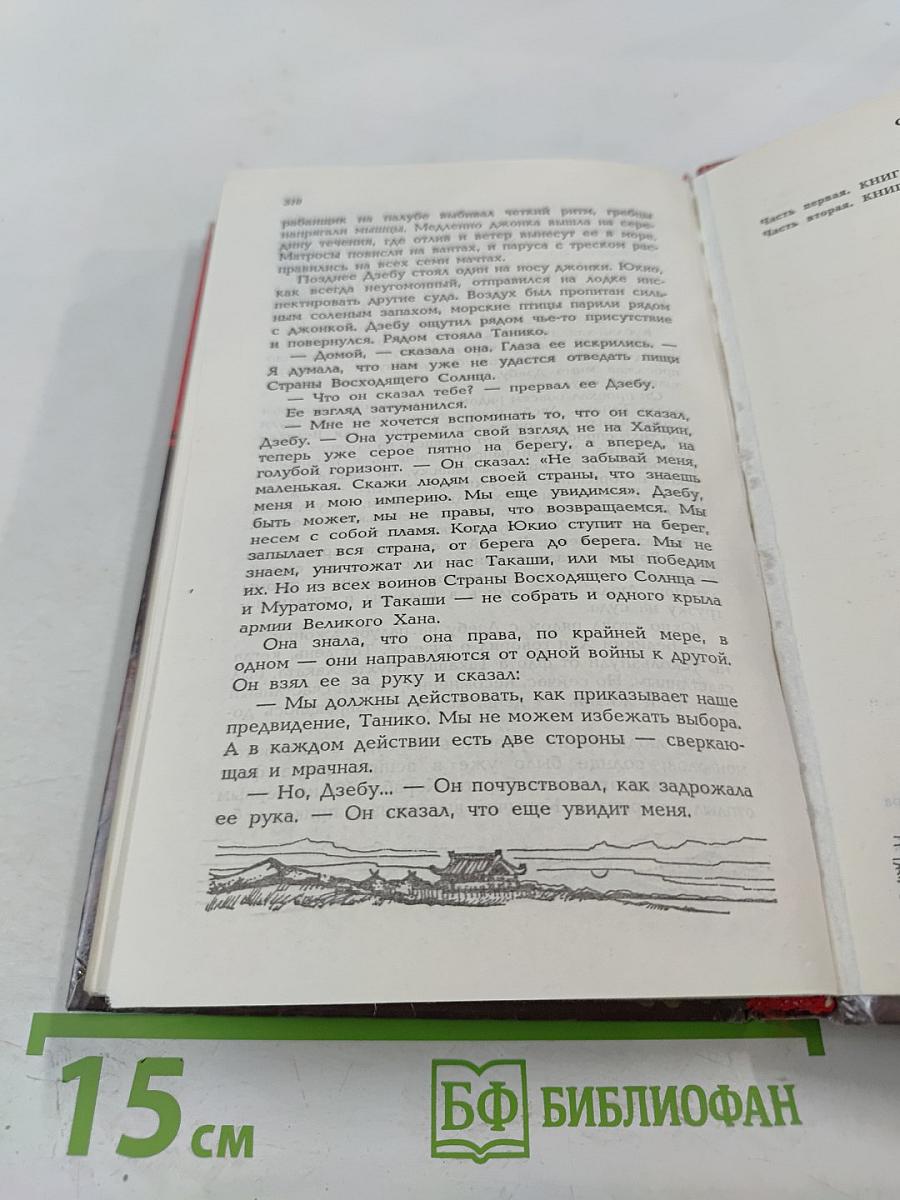 510
рабанщик на палубе выбивал четкий ритм, гребцы
напрягали мышцы. Медленно джонка вышла на сере-
дину течения, где отлив и ветер вынесут ее в море.
Матросы повисли на вантах, и паруса с треском рас-
правились на всех семи мачтах.
Позднее Дзебу стоял один на носу джонки. Юкио,
как всегда неугомонный, отправился на лодке инс-
пектировать другие суда. Воздух был пропитан силь-
ным соленым запахом, морские птицы парили рядом
с джонкой. Дзебу ощутил рядом чье-то присутствие
и повернулся. Рядом стояла Танико.
— Домой, — сказала она. Глаза ее искрились. —
Я думала, что нам уже не удастся отведать пищи
Страны Восходящего Солнца.
— Что он сказал тебе? — прервал ее Дзебу.
Ее взгляд затуманился.
— Мне не хочется вспоминать то, что он сказал,
Дзебу. — Она устремила свой взгляд не на Хайцин,
теперь уже серое пятно на берегу, а вперед, на
голубой горизонт. — Он сказал: «Не забывай меня,
маленькая. Скажи людям своей страны, что знаешь
меня и мою империю. Мы еще увидимся». Дзебу,
быть может, мы не правы, что возвращаемся. Мы
несем с собой пламя. Когда Юкио ступит на берег,
запылает вся страна, от берега до берега. Мы не
знаем, уничтожат ли нас Такаши, или мы победим
их. Но из всех воинов Страны Восходящего Солнца —
и Муратомо, и Такаши — не собрать и одного крыла
армии Великого Хана.
Она знала, что она права, по крайней мере, в
одном — они направляются от одной войны к другой.
Он взял ее за руку и сказал:
— Мы должны действовать, как приказывает наше
предвидение, Танико. Мы не можем избежать выбора.
А в каждом действии есть две стороны — сверкаю-
щая и мрачная.
— Но, Дзебу... — Он почувствовал, как задрожала
ее рука. — Он сказал, что еще увидит меня.
Часть первая. КНИГ
Часть вторая. КНИГ
15 см
БФ БИБЛИОФАН